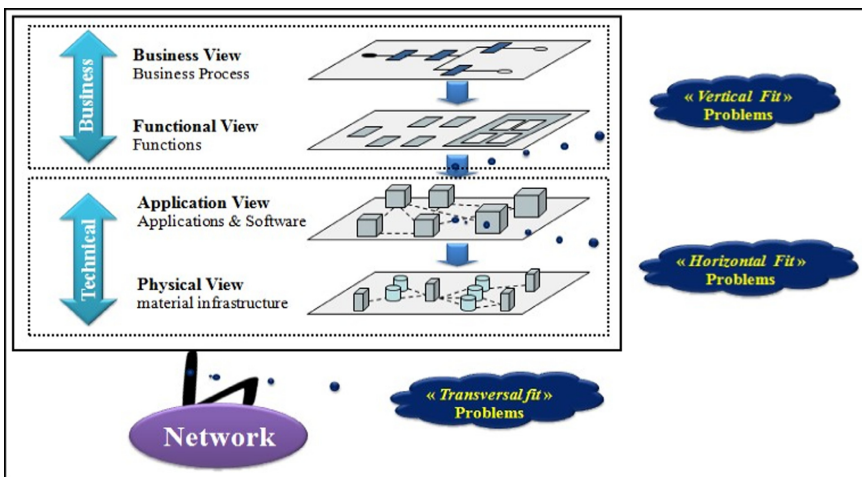 Business
Business View
Business Process
Functional View
Functions
« Vertical Fit »
Problems
Technical
Application View
Applications & Software
Physical View
material infrastructure
« Horizontal Fit »
Problems
« Transversal fit »
Problems
Network